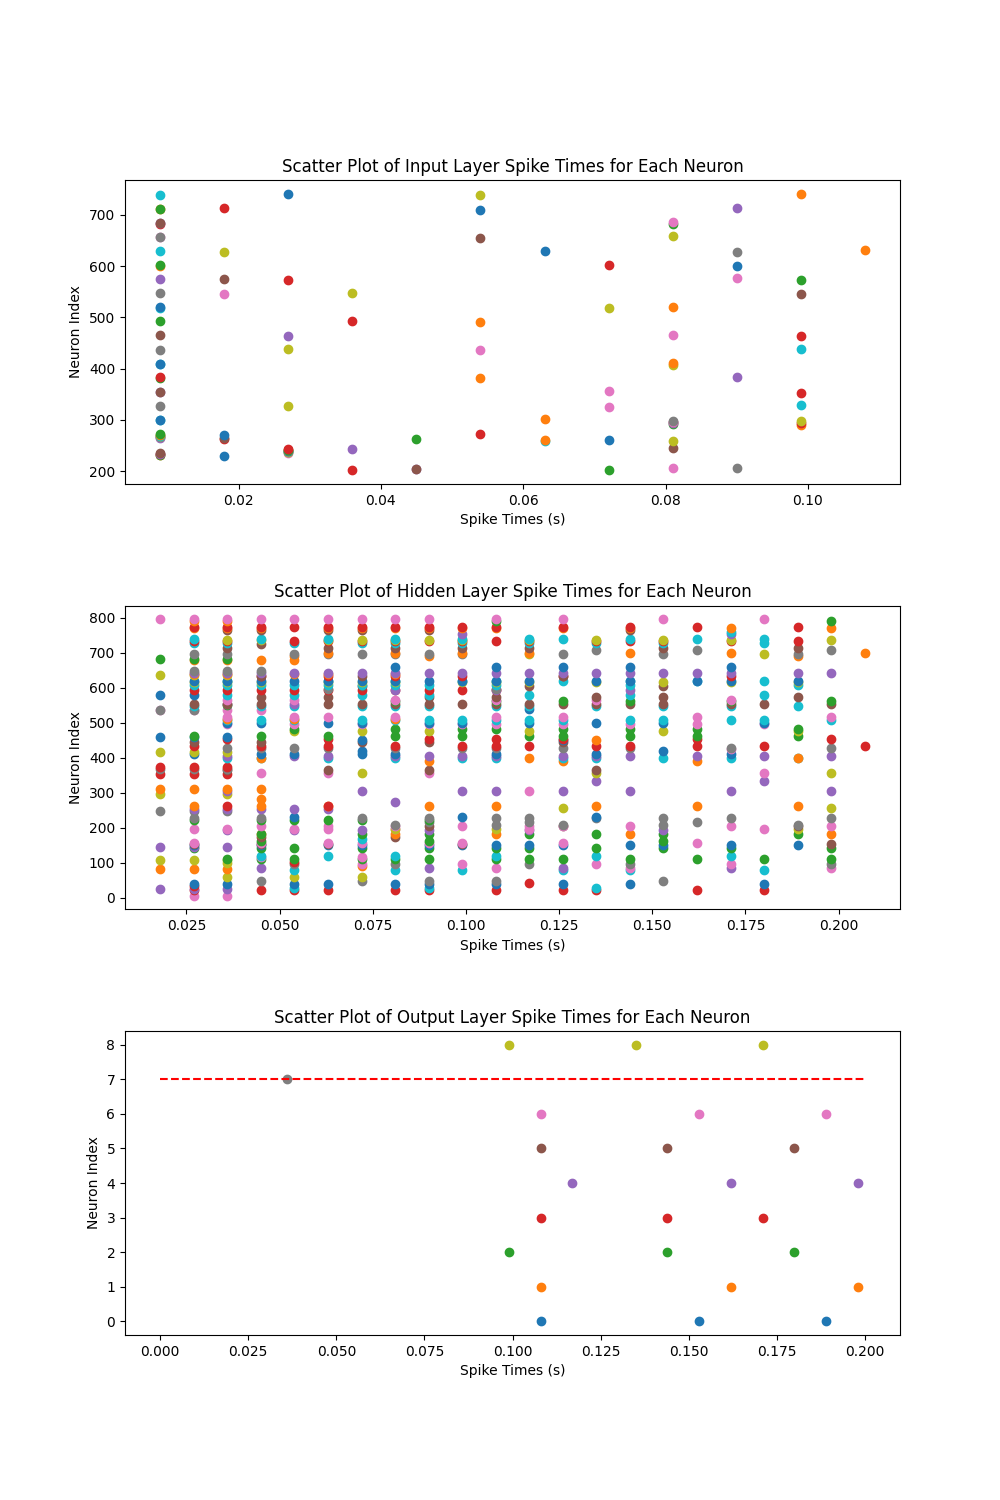 Scatter Plot of Input Layer Spike Times for Each Neuron
700
600
500
400
300
200
Neuron Index
0.02 0.04 0.06 0.08 0.10
Spike Times (s)
Scatter Plot of Hidden Layer Spike Times for Each Neuron
800
700
600
500
400
300
200
100
0
Neuron Index
0.025 0.050 0.075 0.100 0.125 0.150 0.175 0.200
Spike Times (s)
Scatter Plot of Output Layer Spike Times for Each Neuron
8
7
6
5
4
3
2
1
0
Neuron Index
0.000 0.025 0.050 0.075 0.100 0.125 0.150 0.175 0.200
Spike Times (s)